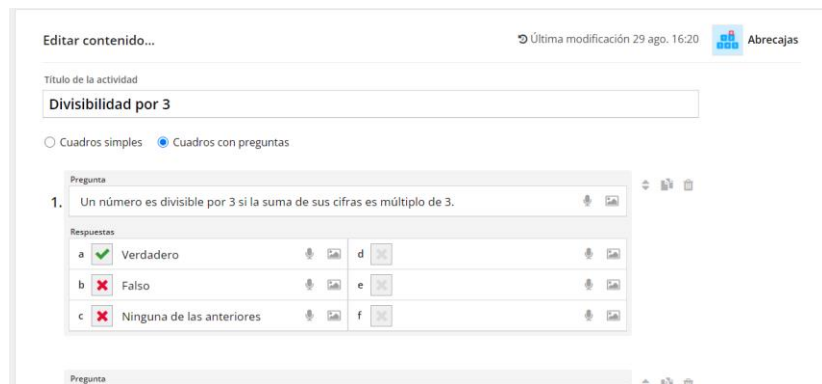 Editar contenido...
Última modificación 29 ago. 16:20
Abrecajas
Título de la actividad
Divisibilidad por 3
Cuadros simples
Cuadros con preguntas
Pregunta
1.
Un número es divisible por 3 si la suma de sus cifras es múltiplo de 3.
Respuestas
a Verdadero
d
b Falso
e
c Ninguna de las anteriores
f
Pregunta